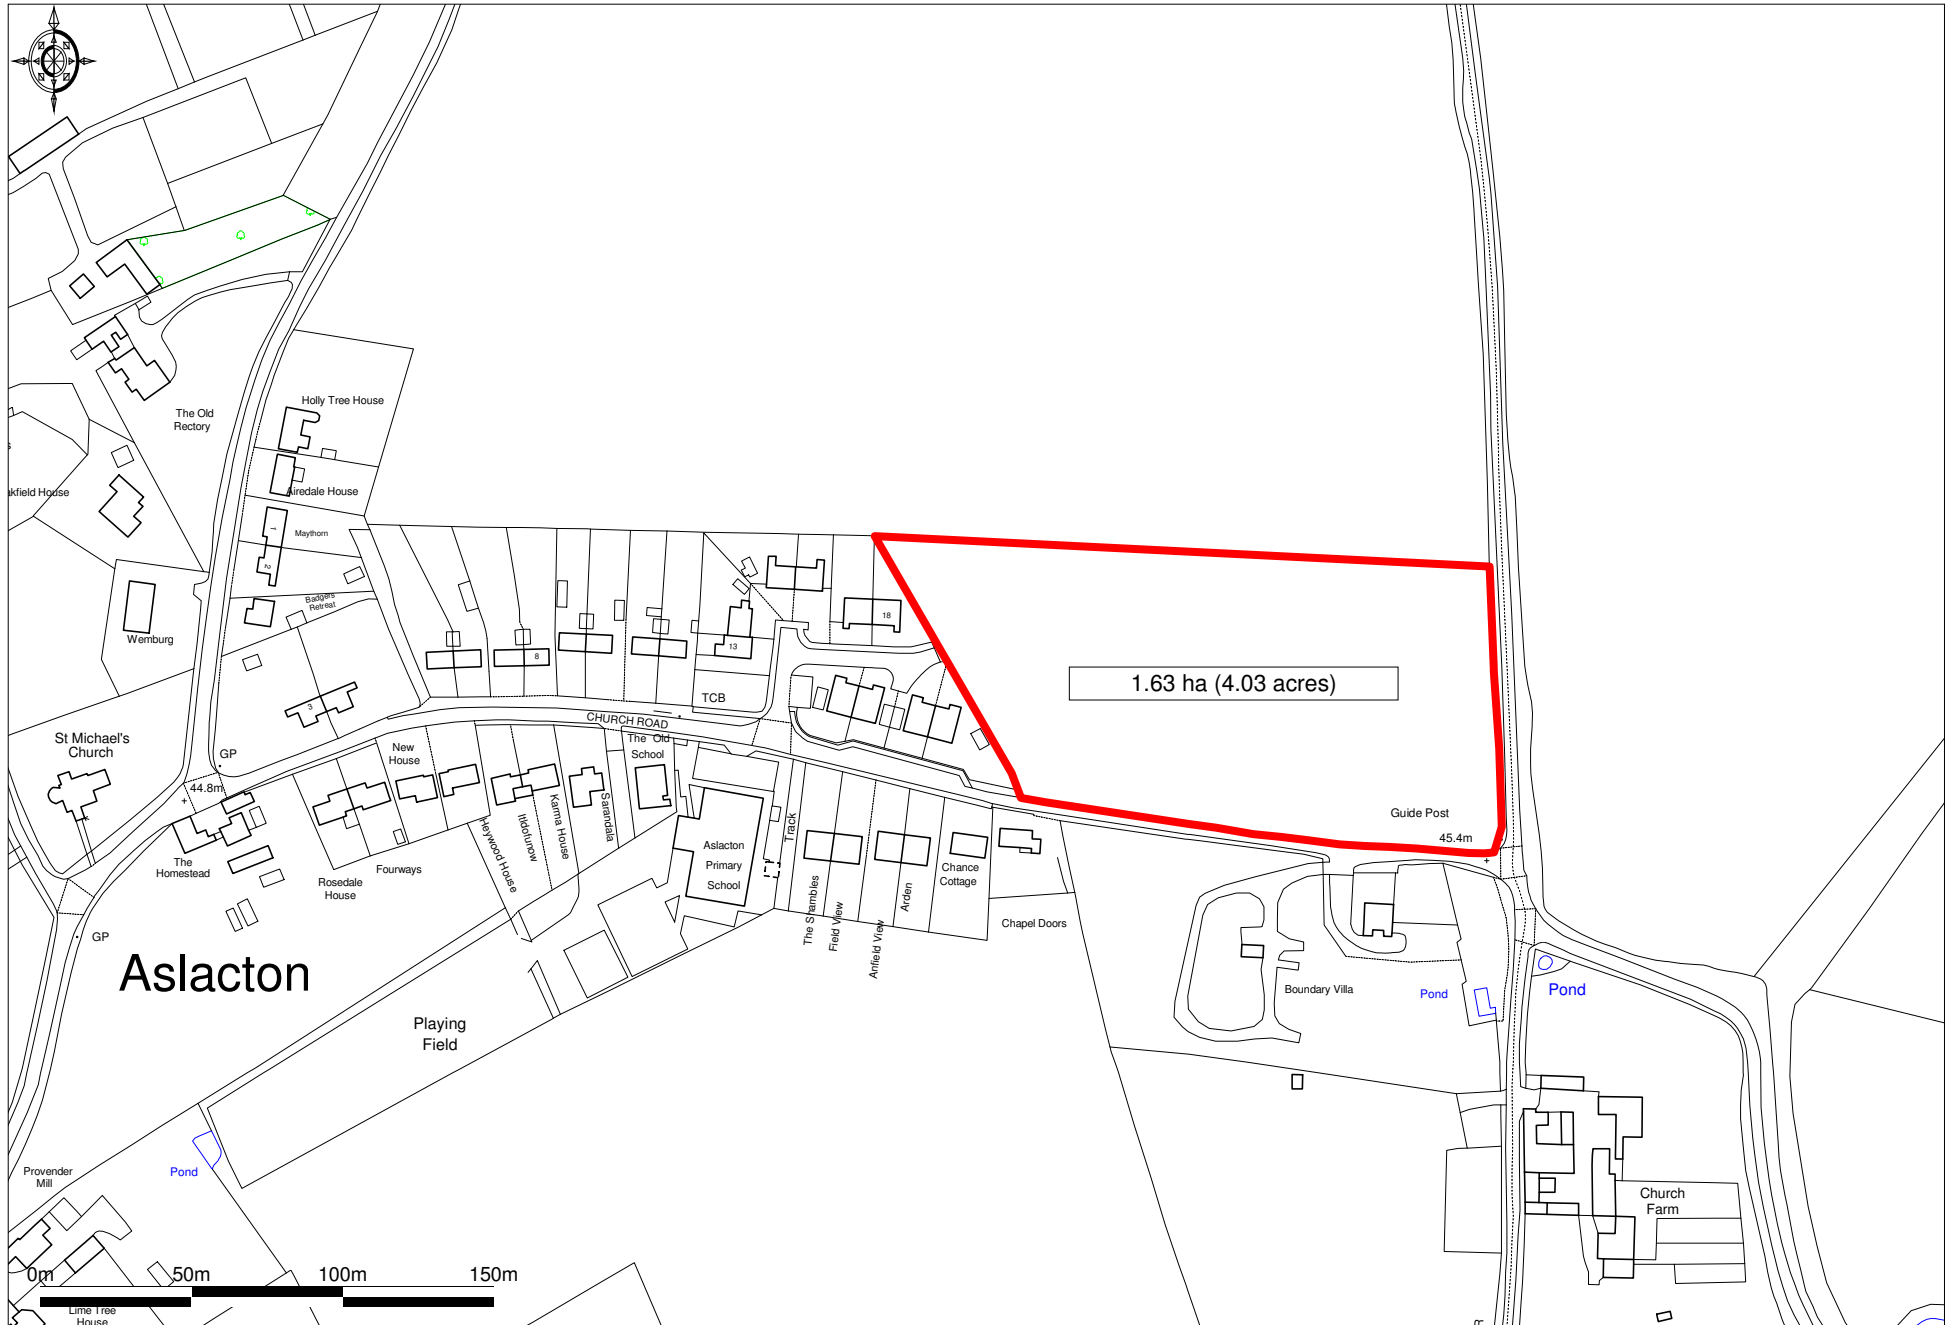 Holly Tree House
The Old
Rectory
Airedale House
1
Maythorn
2
Badgers
Retreat
Wemburg
18
13
8
1.63 ha (4.03 acres)
TCB
CHURCH ROAD
3
St Michael's
Church
GP
44.8m
New
House
The Old
School
Guide Post
45.4m
The
Homestead
Rosedale
House
Fourways
Heywood House
Itldofunow
Karma House
Sarandala
Aslacton
Primary
School
Track
The Shambles
Field View
Anfield View
Arden
Chance
Cottage
Chapel Doors
GP
Aslacton
Boundary Villa
Pond
Pond
Playing
Field
Provender
Mill
Pond
Church
Farm
0m
50m
100m
150m
Lime Tree
House